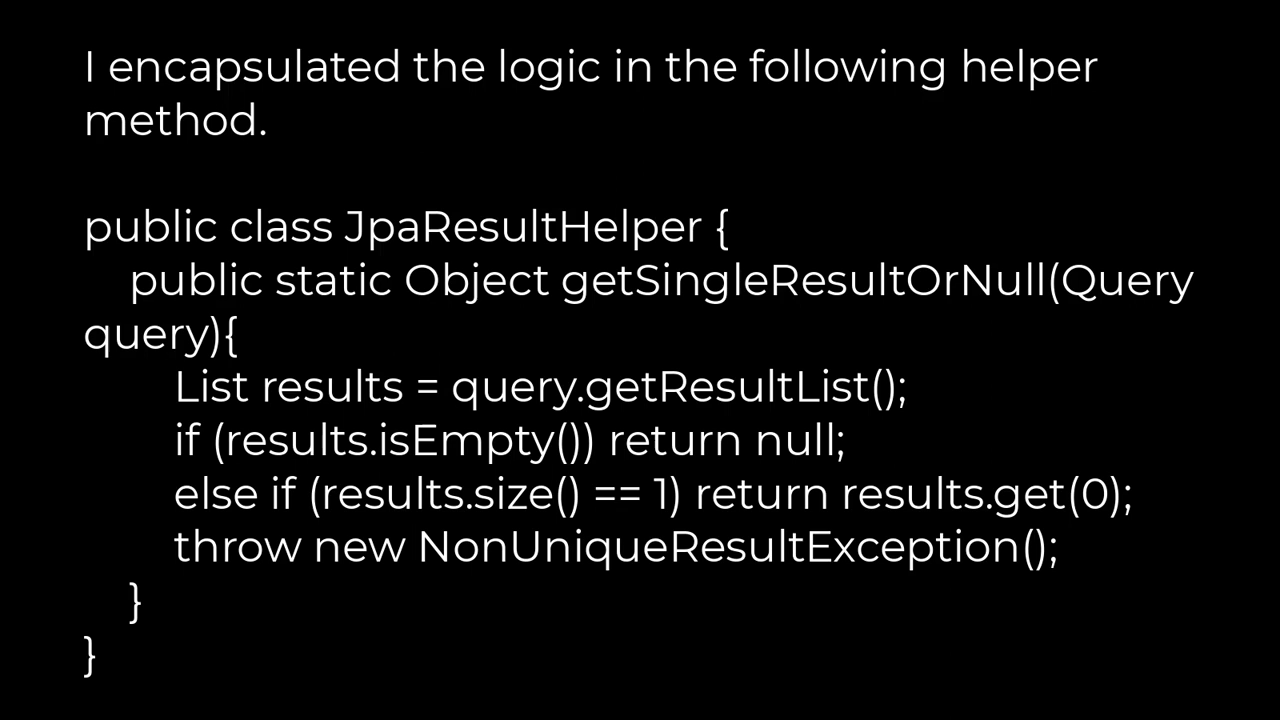 I encapsulated the logic in the following helper
method.

public class JpaResultHelper {
    public static Object getSingleResultOrNull(Query
query){
        List results = query.getResultList();
        if (results.isEmpty()) return null;
        else if (results.size() == 1) return results.get(0);
        throw new NonUniqueResultException();
    }
}